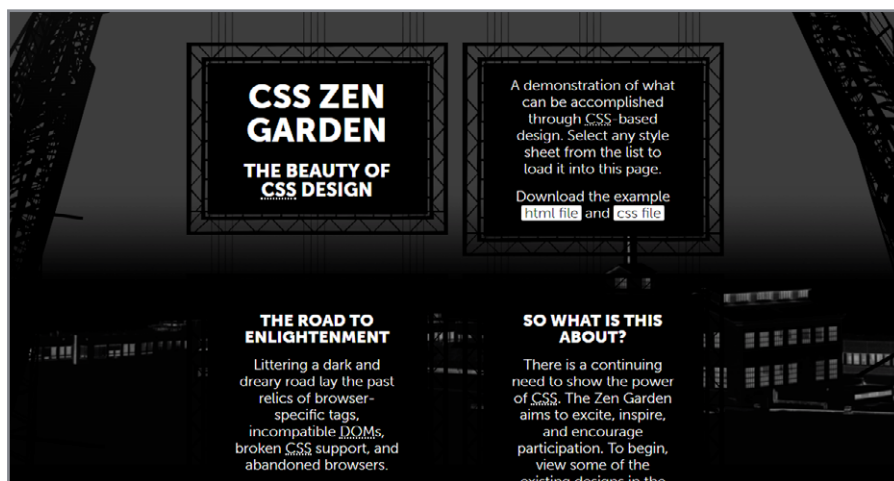 CSS ZEN
GARDEN
THE BEAUTY OF
CSS DESIGN
A demonstration of what
can be accomplished
through CSS-based
design. Select any style
sheet from the list to
load it into this page.
Download the example
html file and css file
THE ROAD TO
ENLIGHTENMENT
Littering a dark and
dreary road lay the past
relics of browser-
specific tags,
incompatible DOMs,
broken CSS support, and
abandoned browsers.
SO WHAT IS THIS
ABOUT?
There is a continuing
need to show the power
of CSS. The Zen Garden
aims to excite, inspire,
and encourage
participation. To begin,
view some of the
existing designs in the